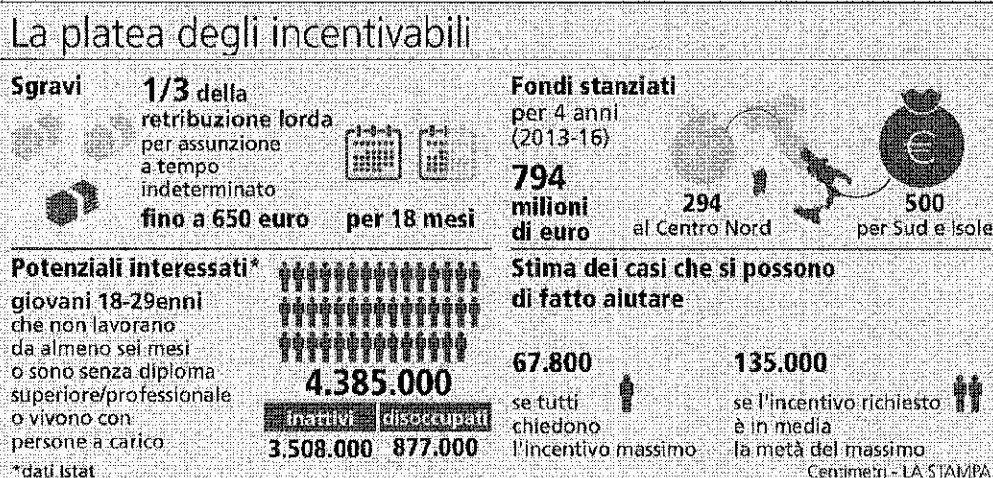 La platea degli incentivabili
Sgravi
1/3 della
retribuzione lorda
per assunzione
a tempo
indeterminato
fino a 650 euro
per 18 mesi
Fondi stanziati
per 4 anni
(2013-16)
794
milioni
di euro
294
al Centro Nord
500
per Sud e Isole
Potenziali interessati*
giovani 18-29enni
che non lavorano
da almeno sei mesi
o sono senza diploma
superiore/professionale
o vivono con
persone a carico
4.385.000
inattivi disoccupati
3.508.000 877.000
*dati Istat
Stima dei casi che si possono
di fatto aiutare
67.800
se tutti
chiedono
l'incentivo massimo
135.000
se l'incentivo richiesto
è in media
la metà del massimo
Centimetri - LA STAMPA